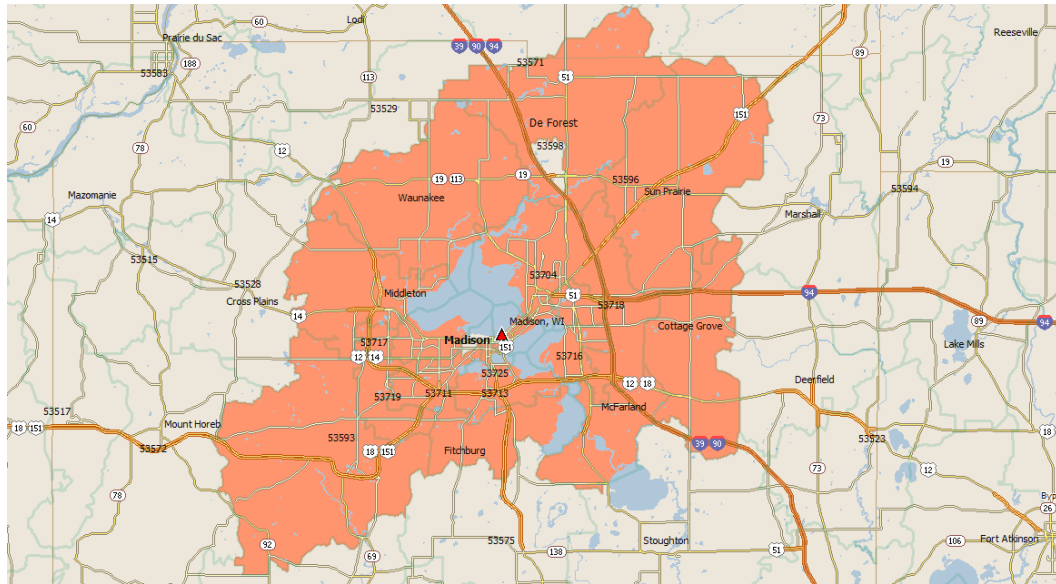 Lodi
60
39 90 94
Reeseville
Prairie du Sac
89
188
53571
53583
113
51
53529
151
60
De Forest
73
78
12
53598
19
19 113
19
53596
Sun Prairie
53594
Mazomanie
Waunakee
14
Marshall
53515
53704
53528
Middleton
51
94
Cross Plains
53718
14
Madison, WI
89
94
Cottage Grove
Madison
151
53717
Lake Mills
12 14
53716
53725
Deerfield
12 18
53719
53711
53713
McFarland
53517
Mount Horeb
18
18 151
53593
53523
39 90
53572
18 151
Fitchburg
12
73
78
Byp
26
53575
Stoughton
106
Fort Atkinson
92
138
51
69